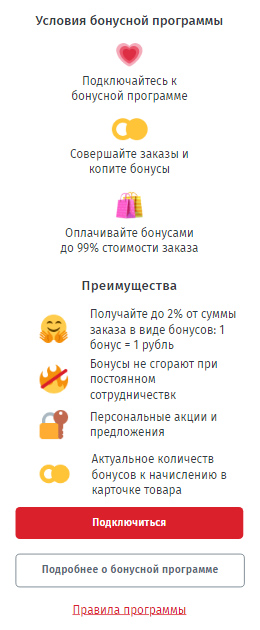 Условия бонусной программы
Подключайтесь к
бонусной программе
Совершайте заказы и
копите бонусы
Оплачивайте бонусами
до 99% стоимости заказа
Преимущества
Получайте до 2% от суммы
заказа в виде бонусов: 1
бонус = 1 рубль
Бонусы не сгорают при
постоянном
сотрудничествк
Персональные акции и
предложения
Актуальное количеств
бонусов к начислению в
карточке товара
Подключиться
Подробнее о бонусной программе
Правила программы